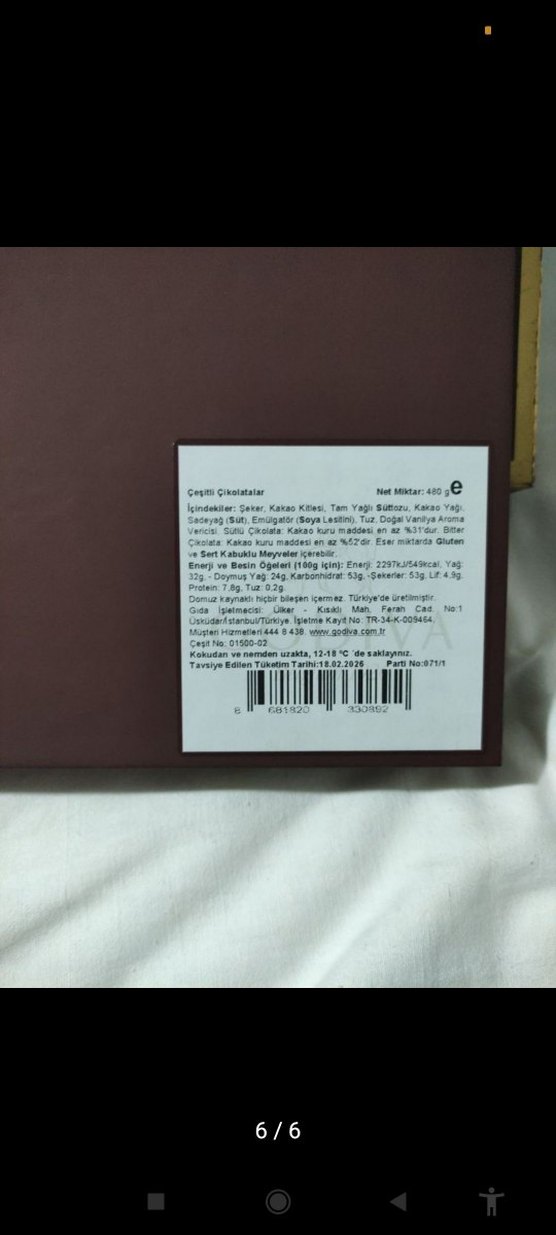 Çeşitli Çikolatalar Net Miktar: 480 g e
İçindekiler: Şeker, Kakao Kitlesi, Tam Yağlı Süttozu, Kakao Yağı,
Sadeyağ (Süt), Emülgatör (Soya Lesitini), Tuz, Doğal Vanilya Aroma
Vericisi. Sütlü Çikolata: Kakao kuru maddesi en az %31'dur. Bitter
Çikolata: Kakao kuru maddesi en az %52'dir. Eser miktarda Gluten
ve Sert Kabuklu Meyveler içerebilir.
Enerji ve Besin Öğeleri (100g için): Enerji: 2297kJ/549kcal, Yağ:
32g, - Doymuş Yağ: 24g, Karbonhidrat: 53g, -Şekerler: 53g, Lif: 4,9g,
Protein: 7,8g, Tuz: 0,2g.
Domuz kaynaklı hiçbir bileşen içermez. Türkiye'de üretilmiştir.
Gıda İşletmecisi: Ülker - Kısıklı Mah. Ferah Cad. No:1
Üsküdar/İstanbul/Türkiye. İşletme Kayıt No: TR-34-K-009464.
Müşteri Hizmetleri 444 8 438. www.godiva.com.tr
Çeşit No: 01500-02
Kokudan ve nemden uzakta, 12-18 °C 'de saklayınız.
Tavsiye Edilen Tüketim Tarihi:18.02.2026 Parti No:071/1
8 681820 330892
6 / 6